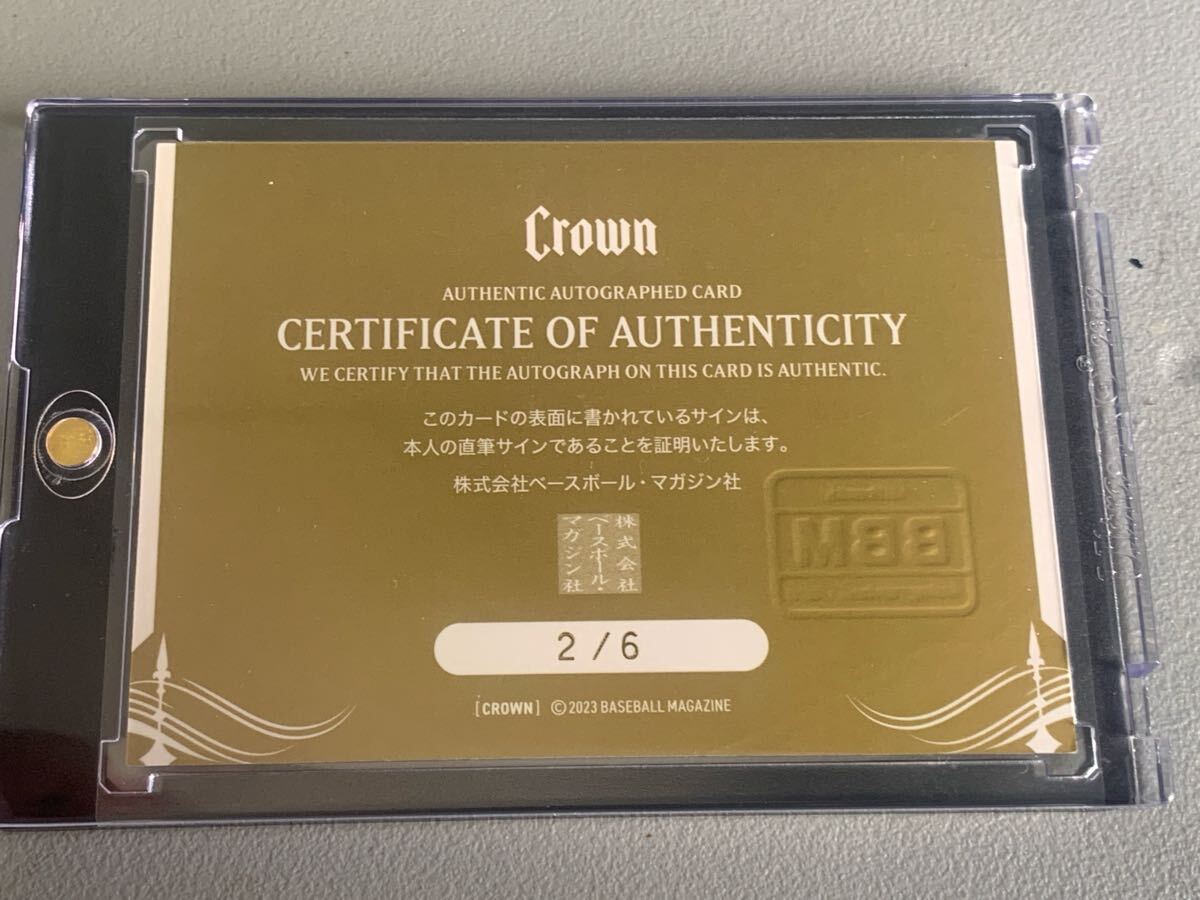 Crown
AUTHENTIC AUTOGRAPHED CARD
CERTIFICATE OF AUTHENTICITY
WE CERTIFY THAT THE AUTOGRAPH ON THIS CARD IS AUTHENTIC.
このカードの表面に書かれているサインは、
本人の直筆サインであることを証明いたします。
株式会社ベースボール・マガジン社
株式会社
ベースボール・
マガジン社
BBM
2 / 6
[CROWN] ©2023 BASEBALL MAGAZINE